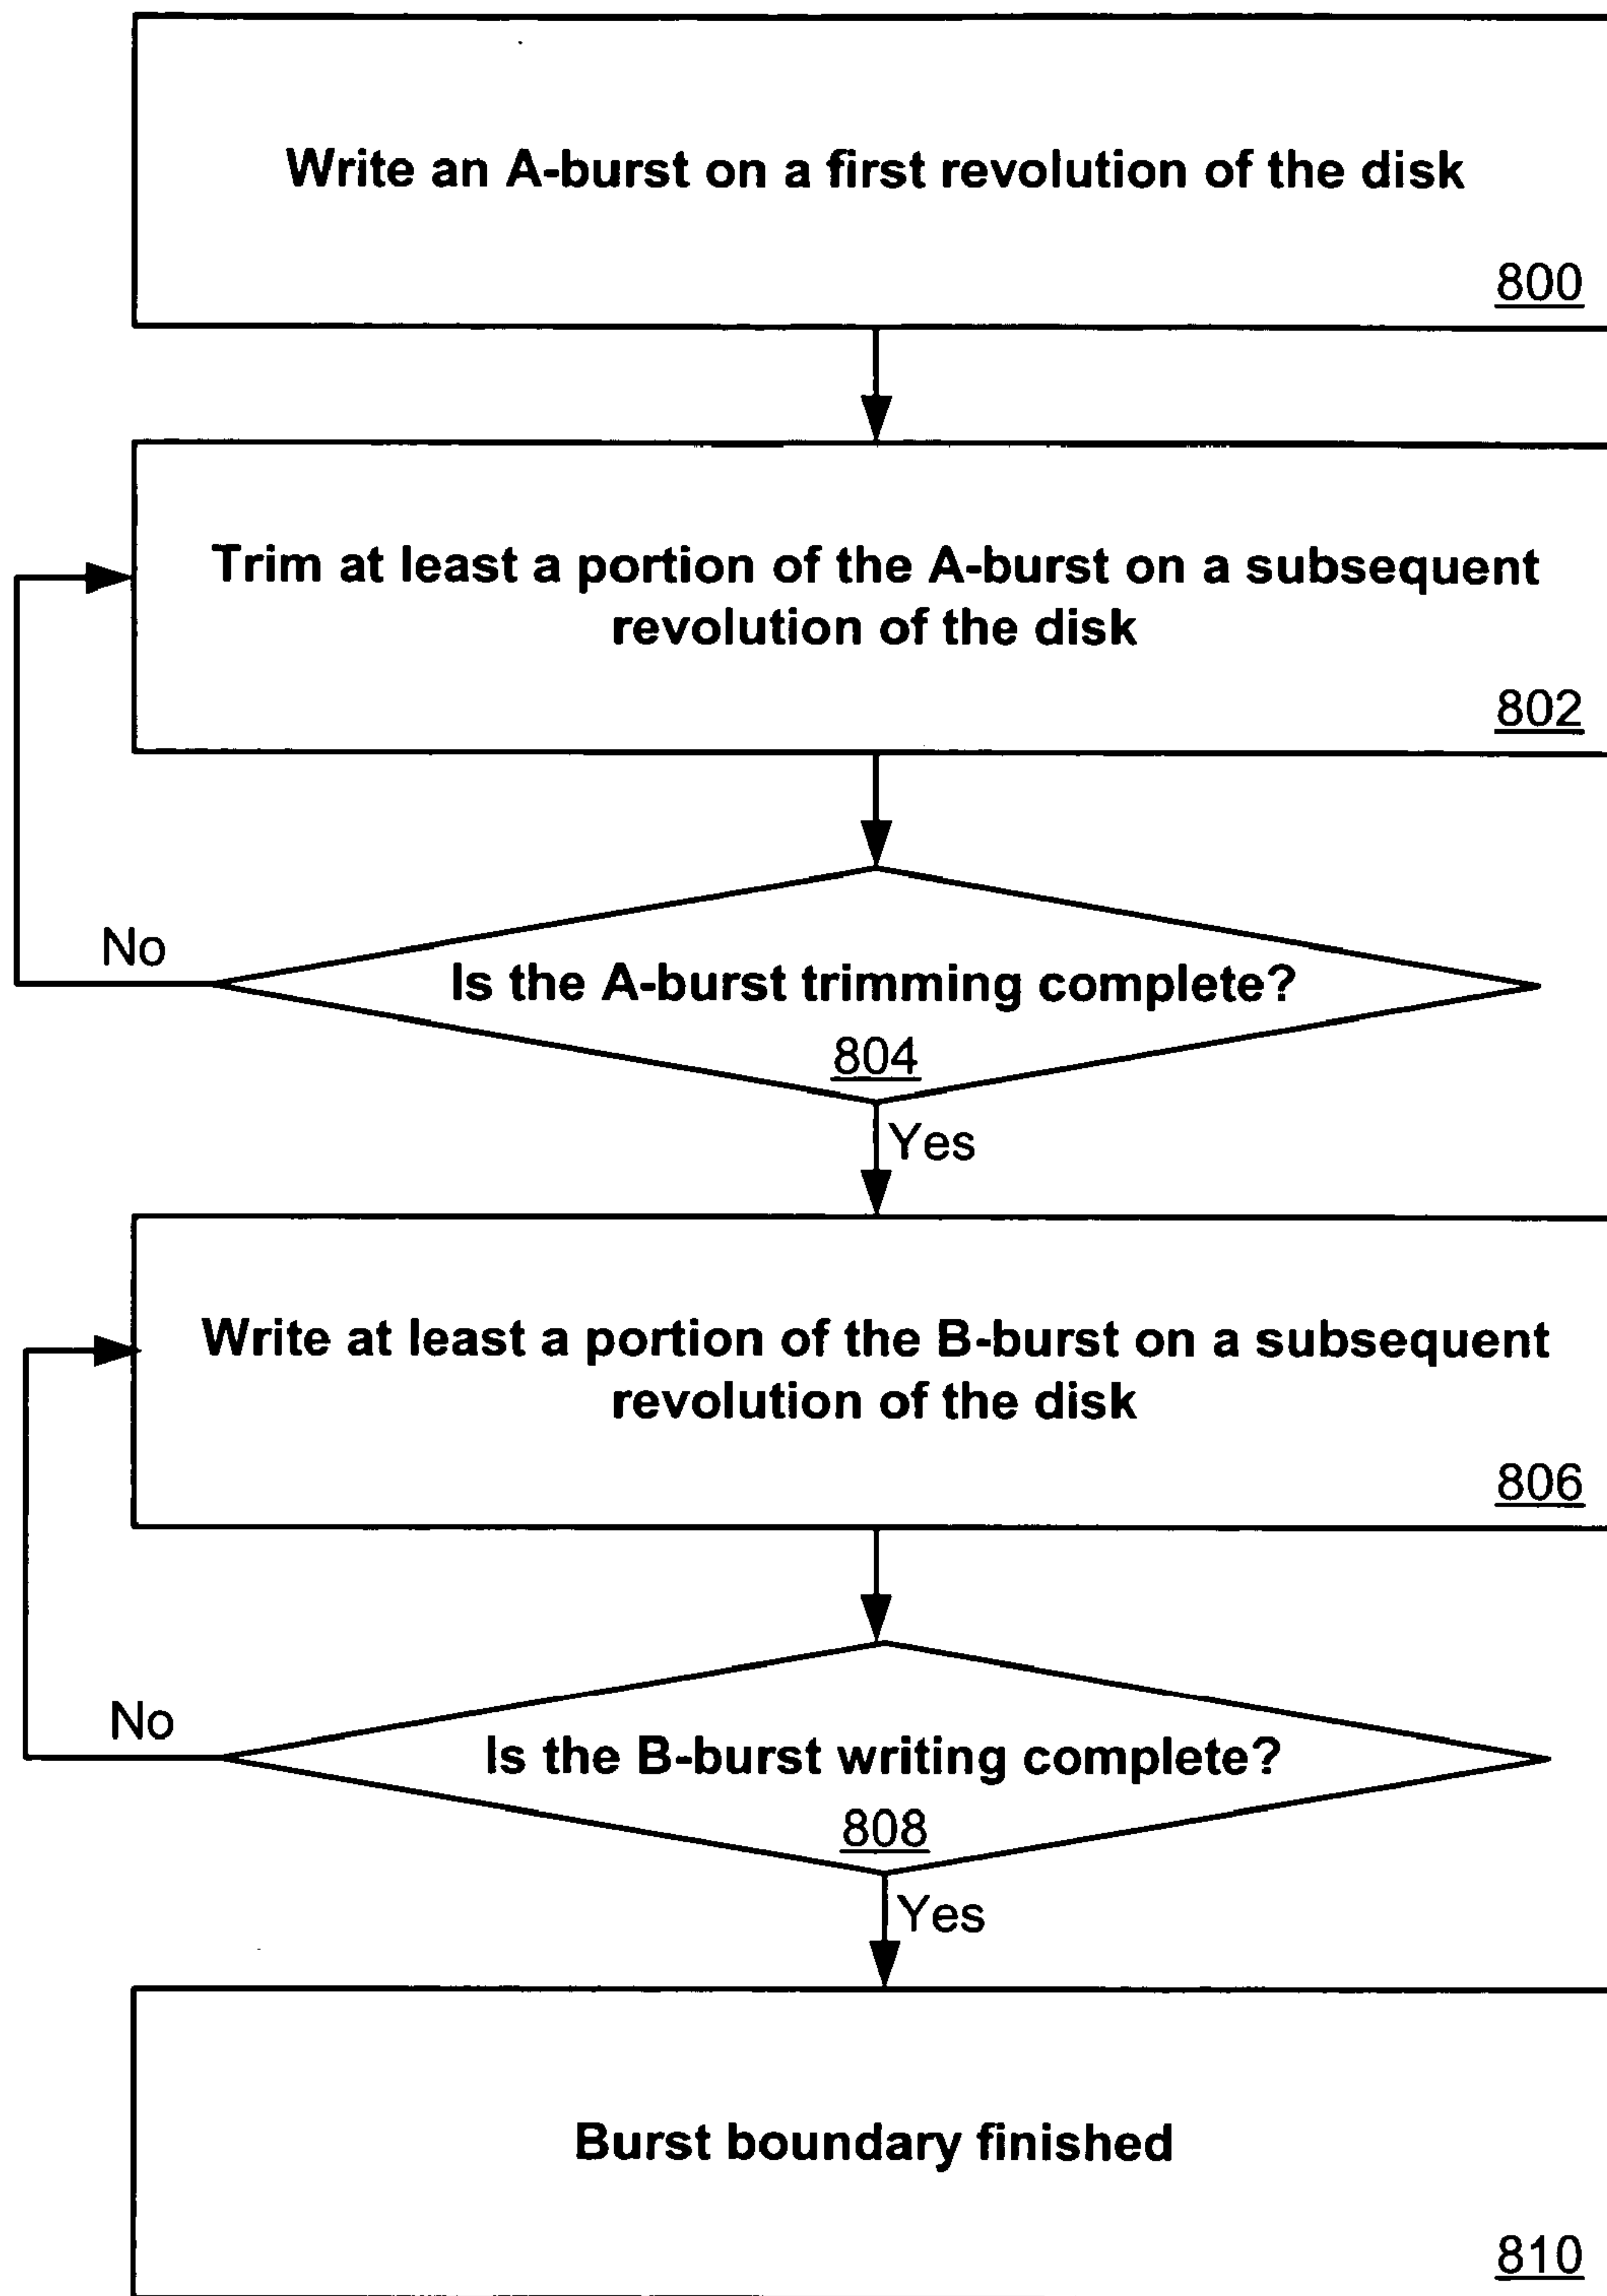 Write an A-burst on a first revolution of the disk
800
Trim at least a portion of the A-burst on a subsequent
revolution of the disk
802
No
Is the A-burst trimming complete?
804
Yes
Write at least a portion of the B-burst on a subsequent
revolution of the disk
806
No
Is the B-burst writing complete?
808
Yes
Burst boundary finished
810